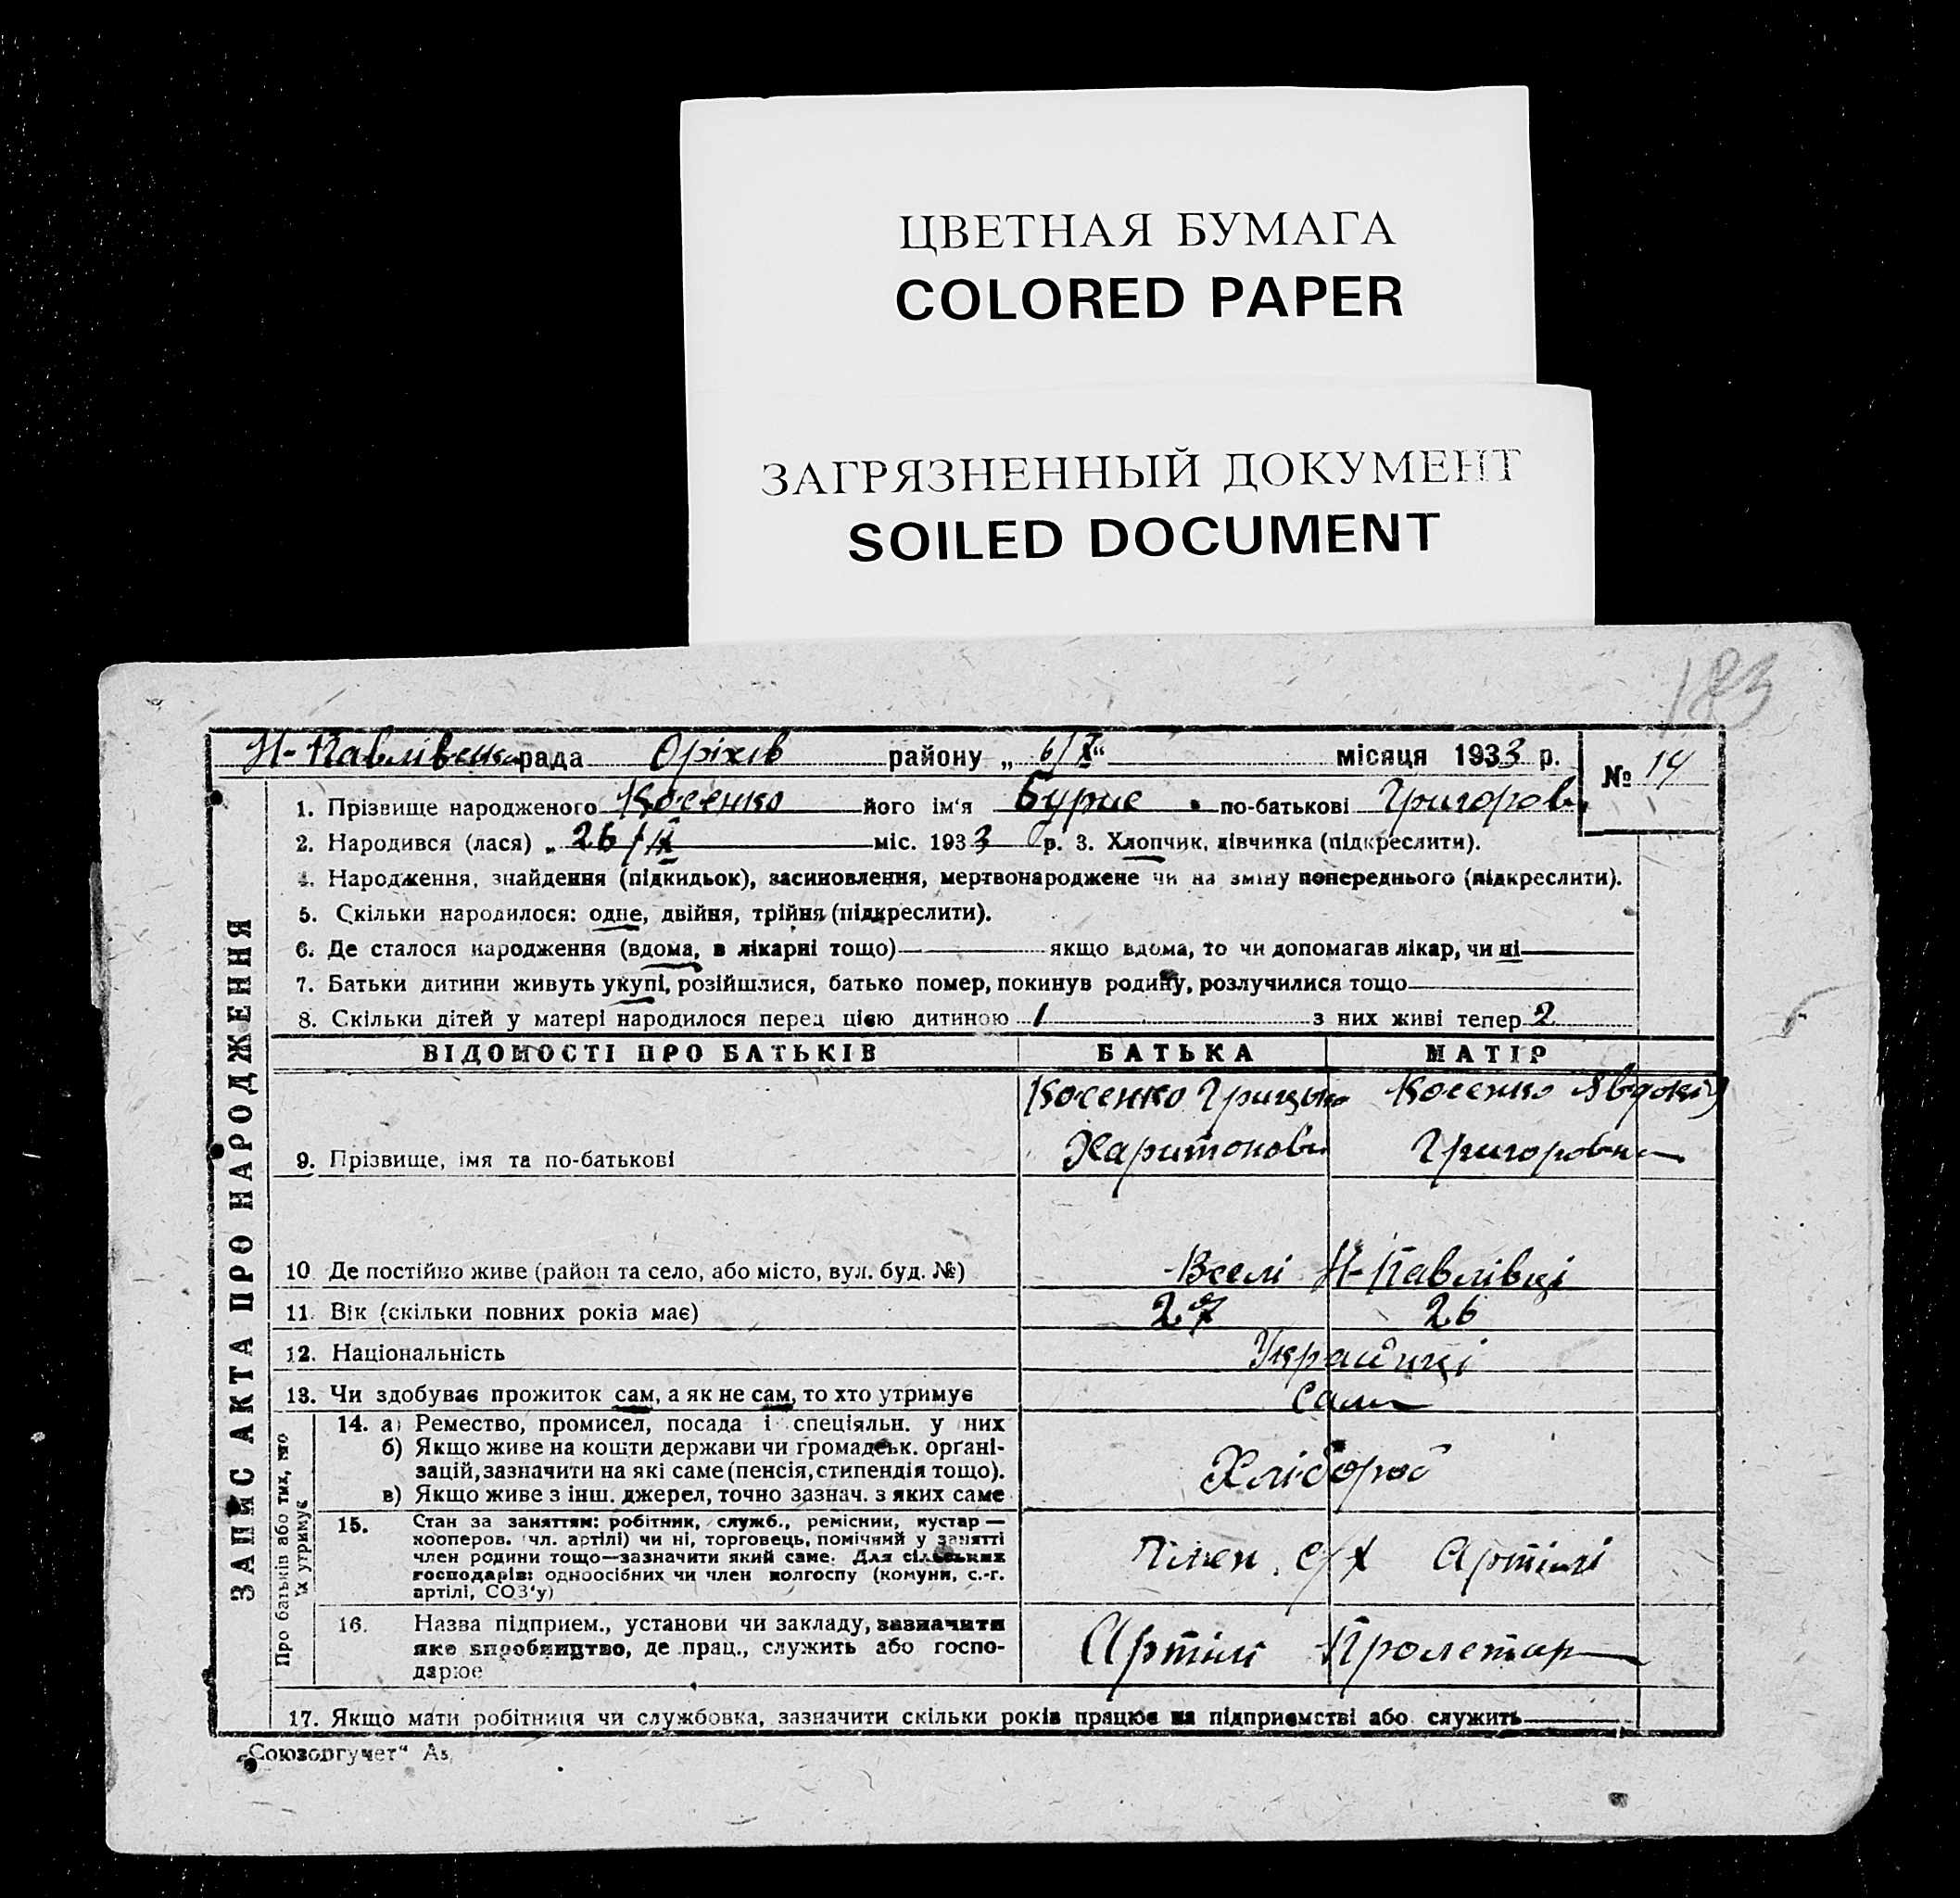 ЦВЕТНАЯ БУМАГА
COLORED PAPER
ЗАГРЯЗНЕННЫЙ ДОКУМЕНТ
SOILED DOCUMENT
183
Н-Павлівська рада Оріхів району „ 6/X “ місяця 1933 р. № 14
1. Прізвище народженого Косенко його ім'я Бурис по-батькові Григоров
2. Народився (лася) „ 26/IX міс. 1933 р. 3. Хлопчик, дівчинка (підкреслити).
4. Народження, знайдення (підкидьок), засиновлення, мертвонароджене чи на зміну попереднього (підкреслити).
5. Скільки народилося: одне, двійня, трійня (підкреслити).
6. Де сталося народження (вдома, в лікарні тощо) якщо вдома, то чи допомагав лікар, чи ні
7. Батьки дитини живуть укупі, розійшлися, батько помер, покинув родину, розлучилися тощо
8. Скільки дітей у матері народилося перед цією дитиною 1 з них живі тепер 2
ВІДОМОСТІ ПРО БАТЬКІВ БАТЬКА МАТІР
9. Прізвище, імя та по-батькові Косенко Грицько Харитонов Косенко Явдокія Григоровна
10 Де постійно живе (район та село, або місто, вул. буд. №) В селі Н-Павлівці
11. Вік (скільки повних років має) 27 26
12. Національність Українці
13. Чи здобуває прожиток сам, а як не сам, то хто утримує Сами
14. а) Ремество, промисел, посада і спеціяльн. у них
б) Якщо живе на кошти держави чи громадськ. органі-
зацій, зазначити на які саме (пенсія, стипендія тощо).
в) Якщо живе з інш. джерел, точно зазнач. з яких саме
Хлібороб
15. Стан за заняттям: робітник, служб., ремісник, кустар —
кооперов. чл. артілі) чи ні, торговець, помічний у занятті
член родини тощо—зазначити який саме. Для сільських
господарів: одноосібних чи член колгоспу (комуни, с.-г.
артілі, СОЗ'у)
Член с/х Артілі
16. Назва підприєм., установи чи закладу, зазначити
яке виробництво, де прац., служить або госпо-
дарює
Артіль Пролетар
17. Якщо мати робітниця чи службовка, зазначити скільки років працює на підприємстві або служить
ЗАПИС АКТА ПРО НАРОДЖЕННЯ
Про батьків або тих, хто
їх утримує
„Союзоргучет“ А5